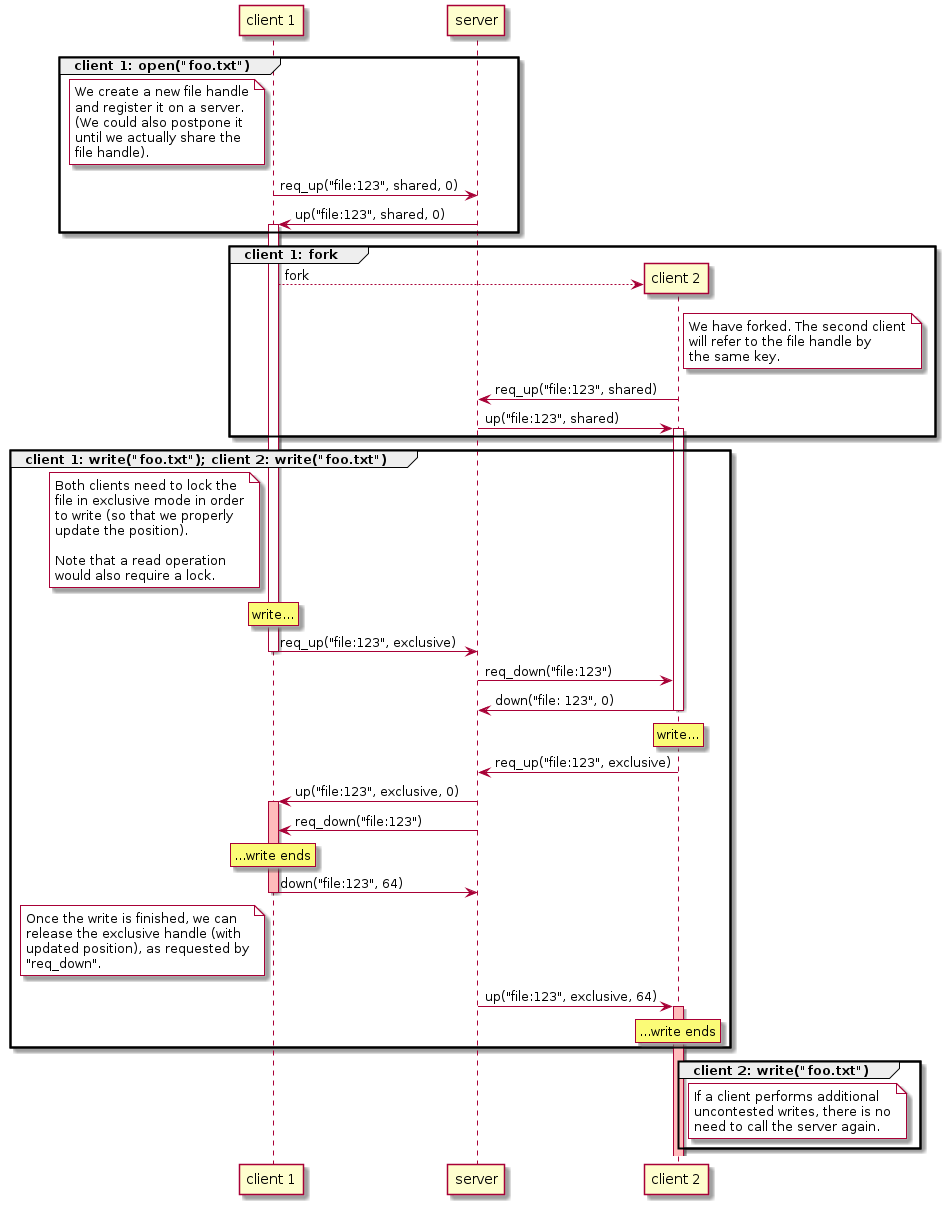 client 1
server
client 1: open("foo.txt")
We create a new file handle
and register it on a server.
(We could also postpone it
until we actually share the
file handle).
req_up("file:123", shared, 0)
up("file:123", shared, 0)
client 1: fork
fork
client 2
We have forked. The second client
will refer to the file handle by
the same key.
req_up("file:123", shared)
up("file:123", shared)
client 1: write("foo.txt"); client 2: write("foo.txt")
Both clients need to lock the
file in exclusive mode in order
to write (so that we properly
update the position).
Note that a read operation
would also require a lock.
write...
req_up("file:123", exclusive)
req_down("file:123")
down("file: 123", 0)
write...
req_up("file:123", exclusive)
up("file:123", exclusive, 0)
req_down("file:123")
...write ends
down("file:123", 64)
Once the write is finished, we can
release the exclusive handle (with
updated position), as requested by
"req_down".
up("file:123", exclusive, 64)
...write ends
client 2: write("foo.txt")
If a client performs additional
uncontested writes, there is no
need to call the server again.
client 1
server
client 2